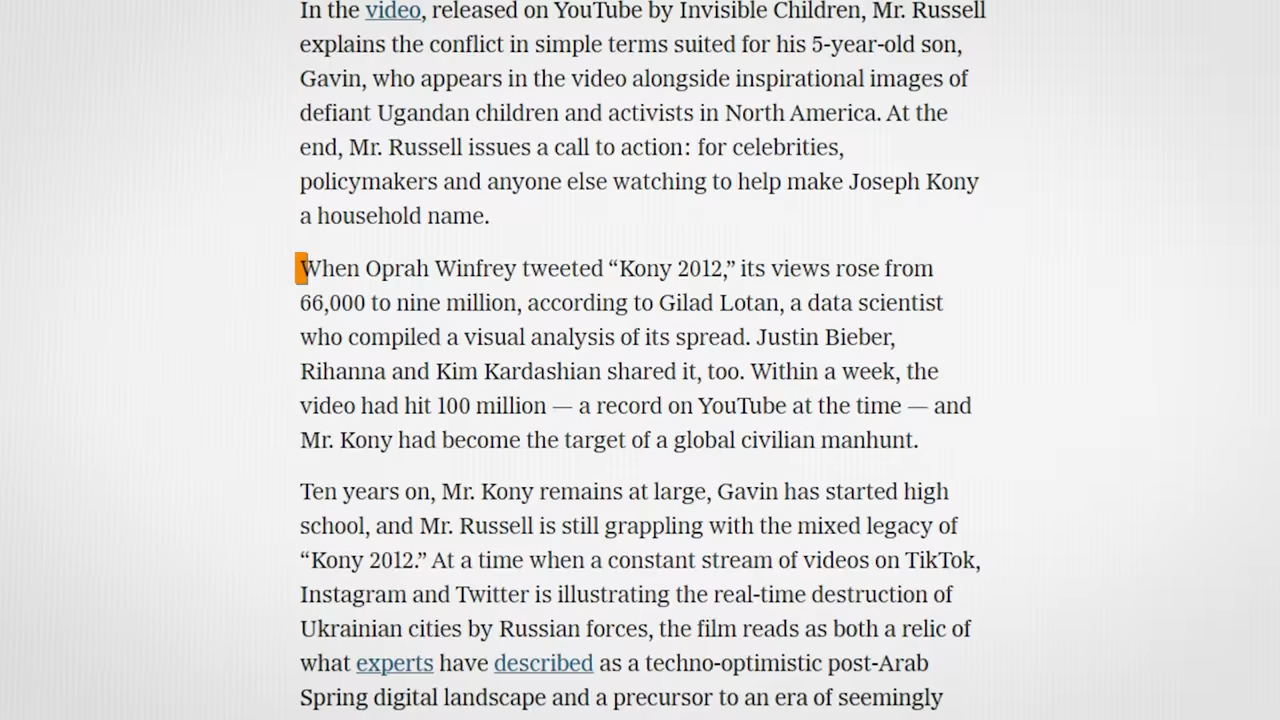 In the video, released on YouTube by Invisible Children, Mr. Russell
explains the conflict in simple terms suited for his 5-year-old son,
Gavin, who appears in the video alongside inspirational images of
defiant Ugandan children and activists in North America. At the
end, Mr. Russell issues a call to action: for celebrities,
policymakers and anyone else watching to help make Joseph Kony
a household name.
When Oprah Winfrey tweeted “Kony 2012,” its views rose from
66,000 to nine million, according to Gilad Lotan, a data scientist
who compiled a visual analysis of its spread. Justin Bieber,
Rihanna and Kim Kardashian shared it, too. Within a week, the
video had hit 100 million — a record on YouTube at the time — and
Mr. Kony had become the target of a global civilian manhunt.
Ten years on, Mr. Kony remains at large, Gavin has started high
school, and Mr. Russell is still grappling with the mixed legacy of
“Kony 2012.” At a time when a constant stream of videos on TikTok,
Instagram and Twitter is illustrating the real-time destruction of
Ukrainian cities by Russian forces, the film reads as both a relic of
what experts have described as a techno-optimistic post-Arab
Spring digital landscape and a precursor to an era of seemingly